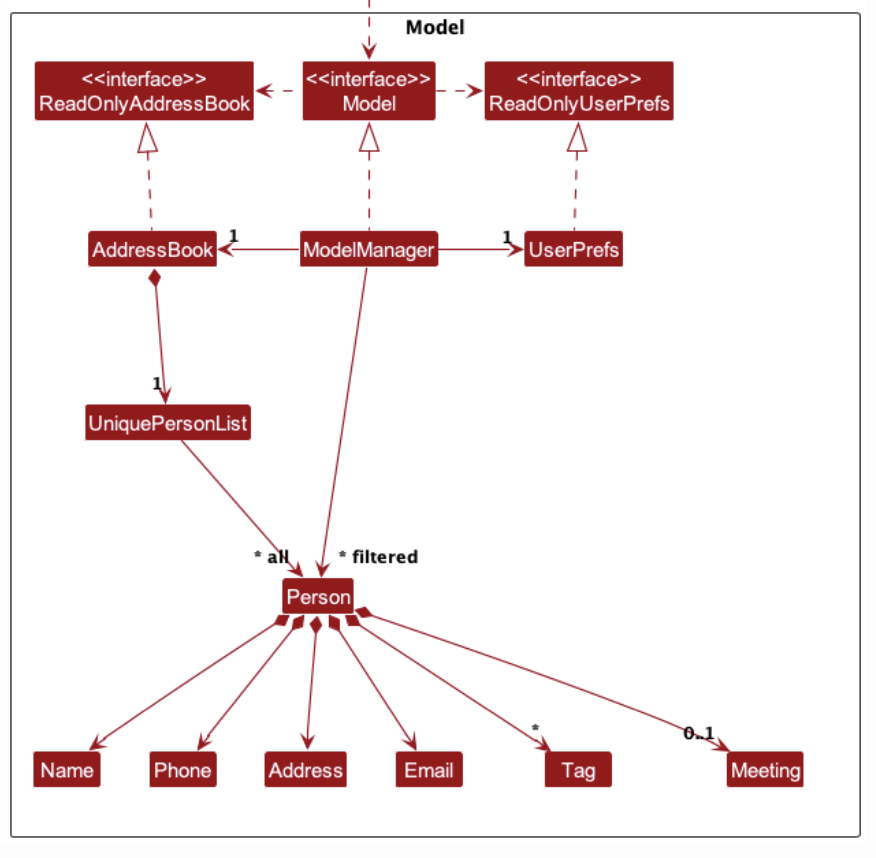 Model
<<interface>>
ReadOnlyAddressBook
<<interface>>
Model
<<interface>>
ReadOnlyUserPrefs
AddressBook
1
ModelManager
1
UserPrefs
1
UniquePersonList
* all
* filtered
Person
*
0..1
Name
Phone
Address
Email
Tag
Meeting